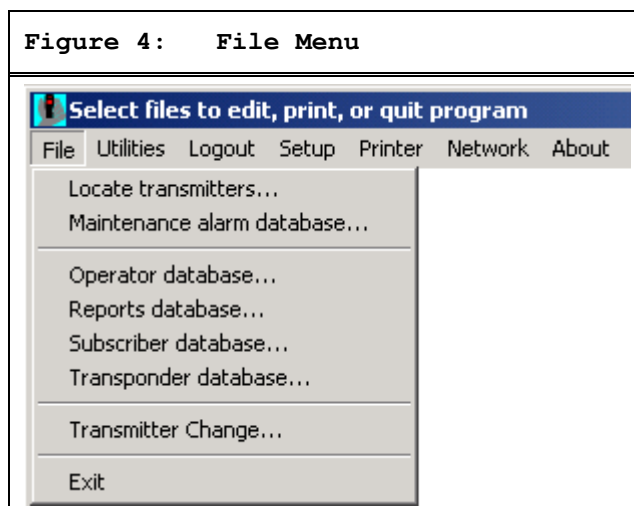 Figure 4: File Menu
Select files to edit, print, or quit program
File Utilities Logout Setup Printer Network About
Locate transmitters...
Maintenance alarm database...
Operator database...
Reports database...
Subscriber database...
Transponder database...
Transmitter Change...
Exit